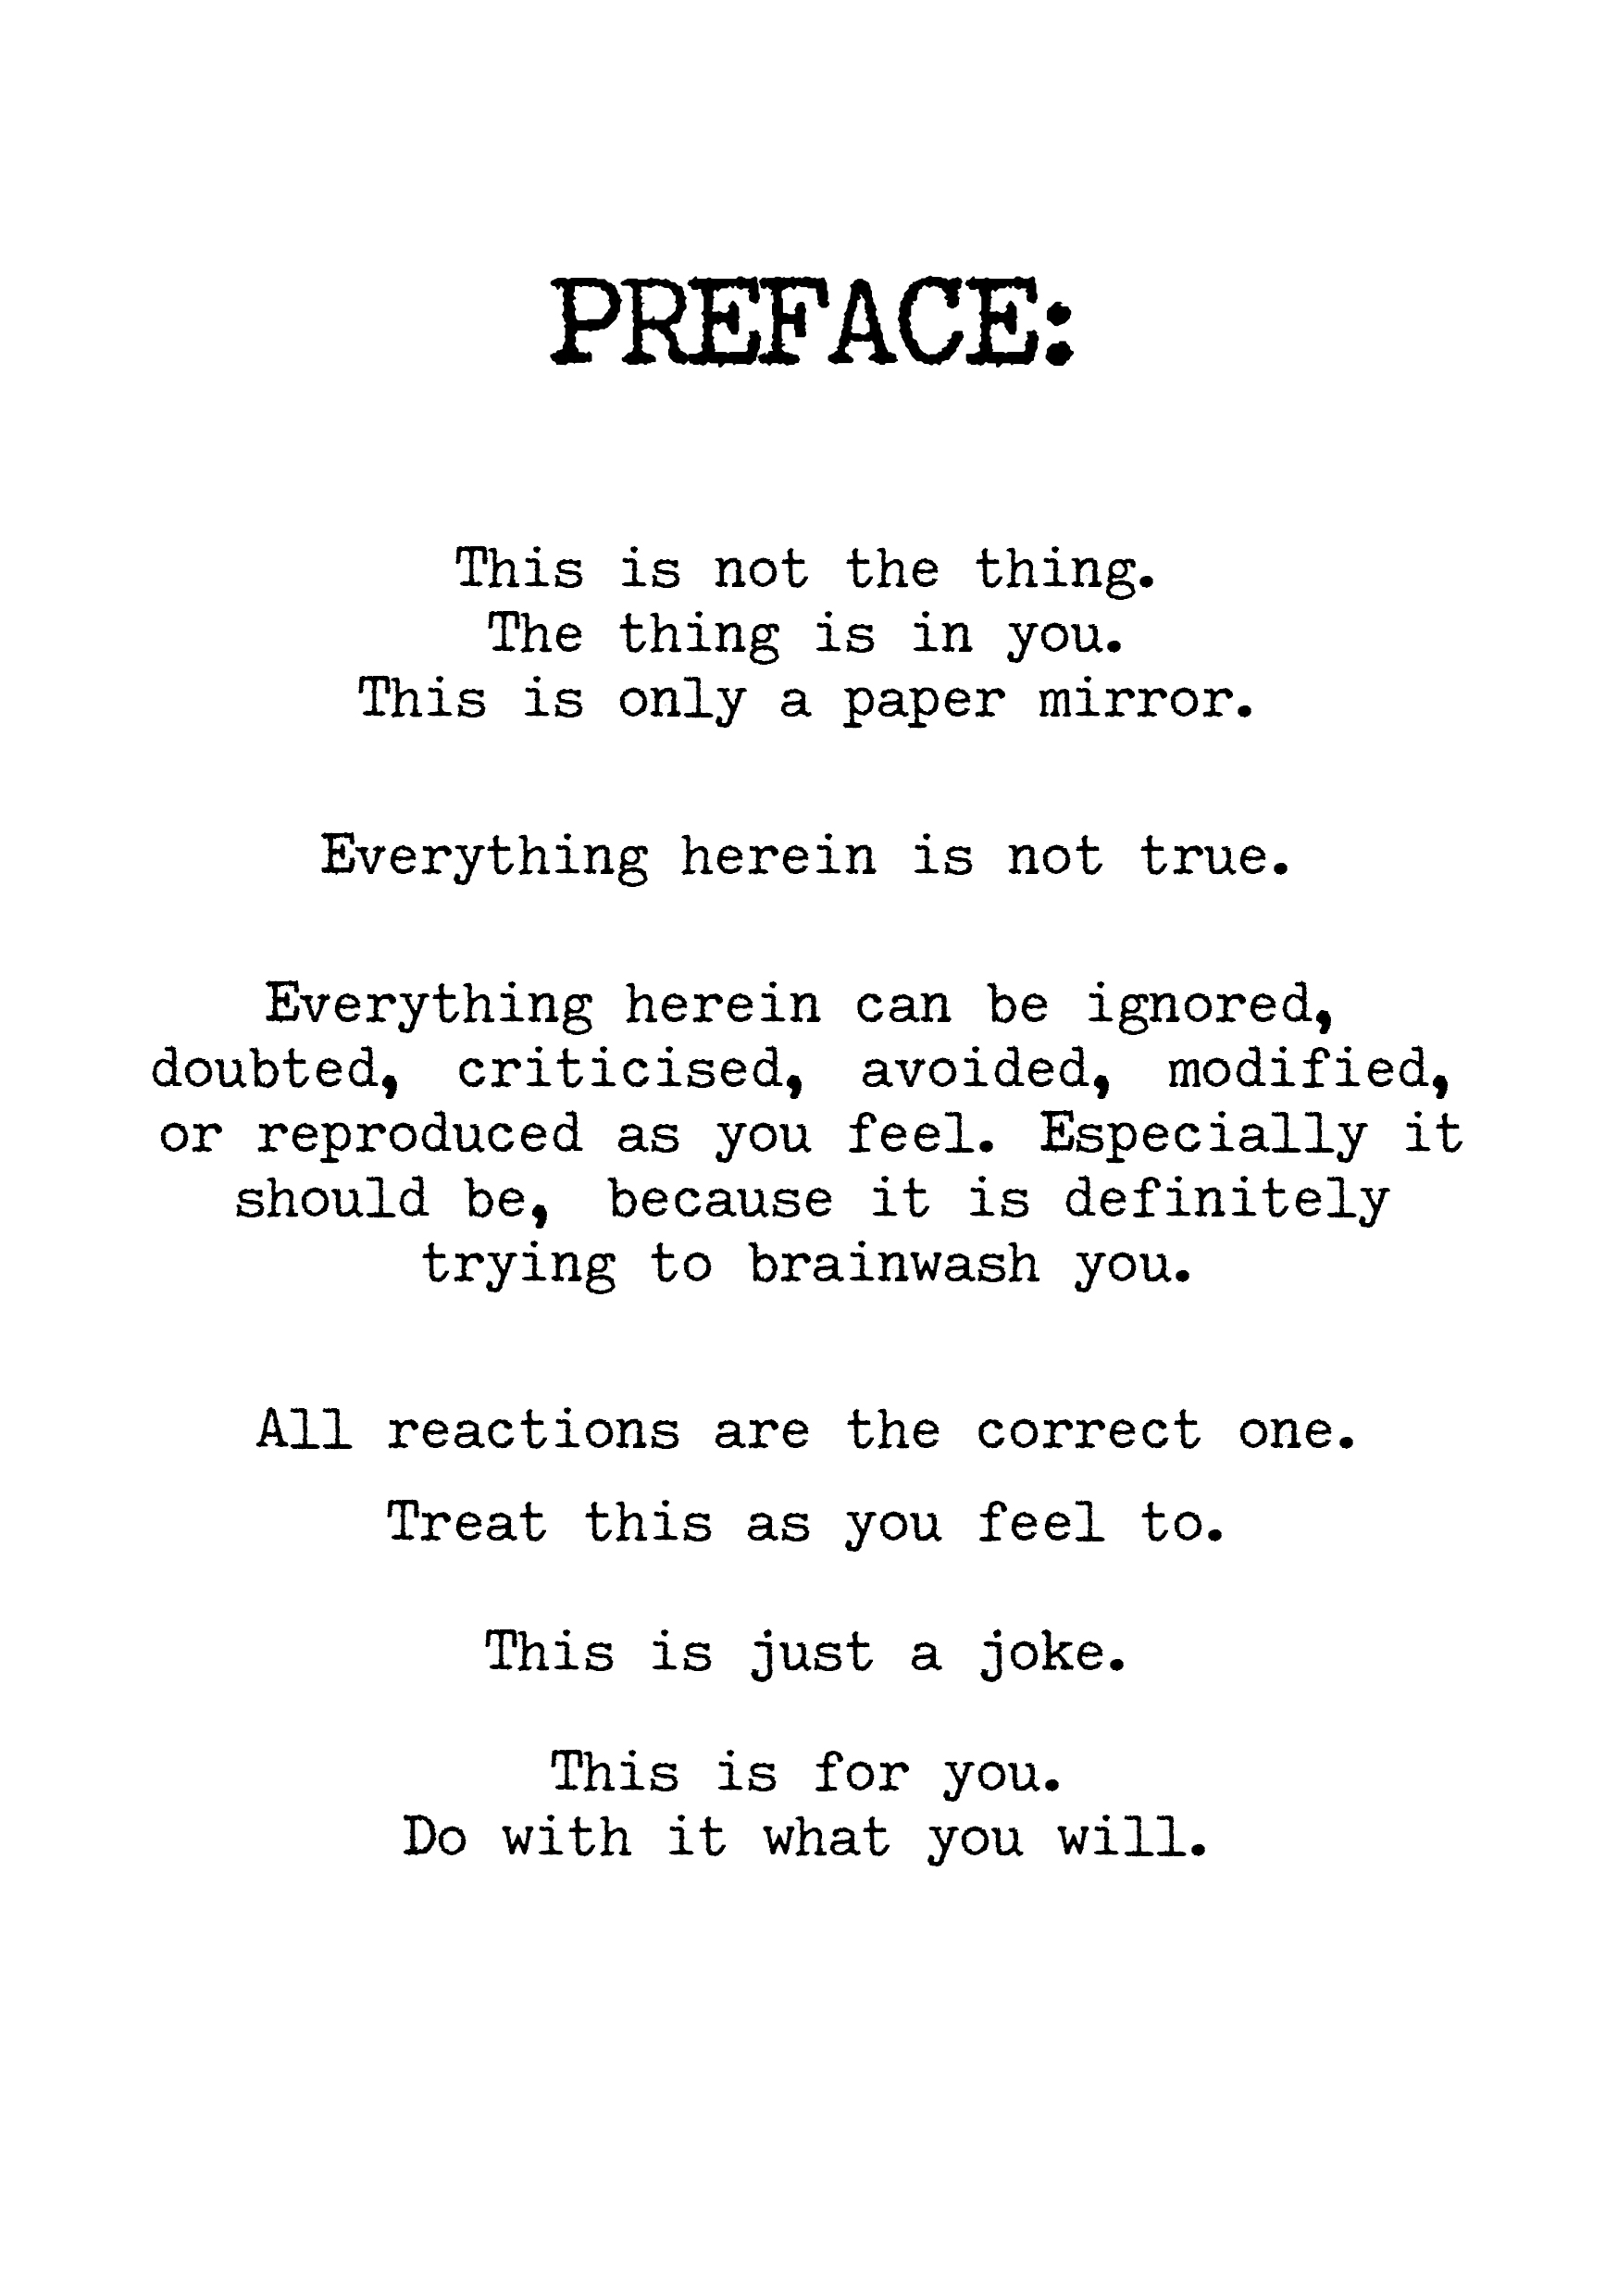 PREFACE:
This is not the thing.
The thing is in you.
This is only a paper mirror.
Everything herein is not true.
Everything herein can be ignored,
doubted, criticised, avoided, modified,
or reproduced as you feel. Especially it
should be, because it is definitely
trying to brainwash you.
All reactions are the correct one.
Treat this as you feel to.
This is just a joke.
This is for you.
Do with it what you will.